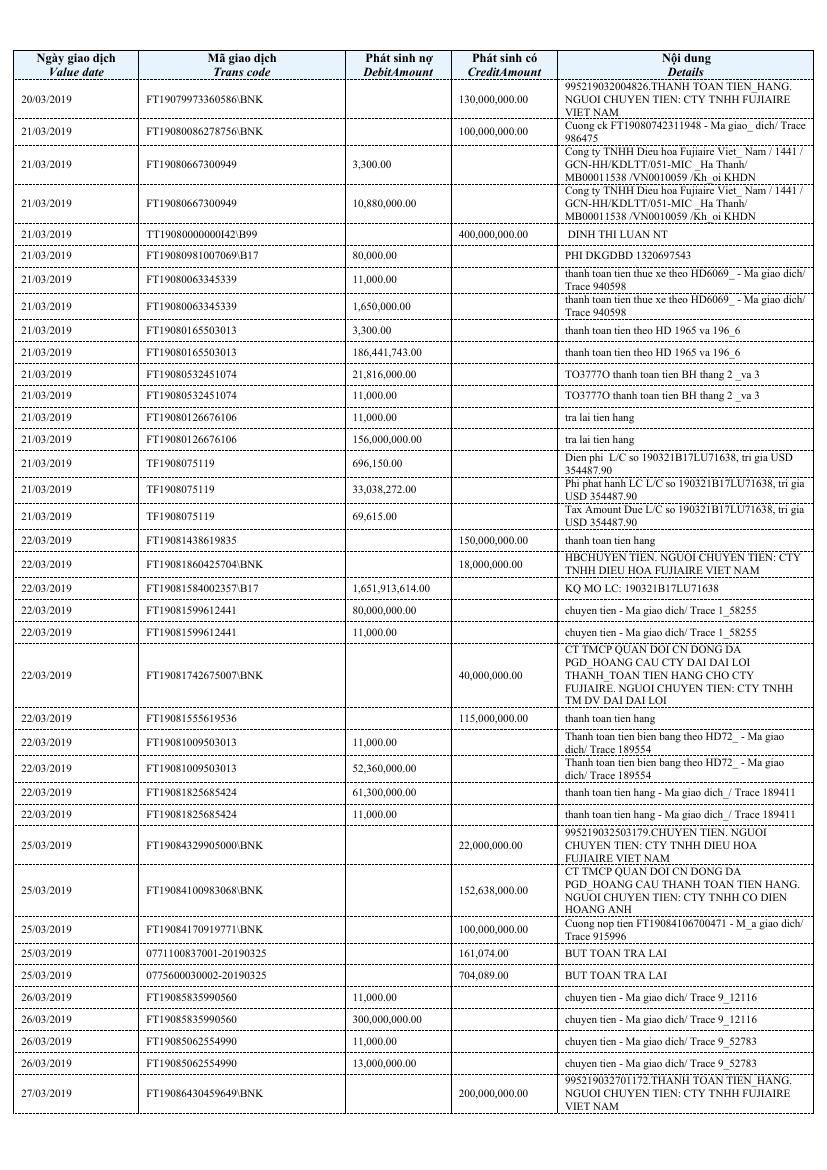 Ngày giao dịch Mã giao dịch Phát sinh nợ Phát sinh có Nội dung
Value date Trans code DebitAmount CreditAmount Details
20/03/2019 FT19079973360586\BNK 130,000,000.00 995219032004826.THANH TOAN TIEN_HANG.
NGUOI CHUYEN TIEN: CTY TNHH FUJIAIRE
VIET NAM
21/03/2019 FT19080086278756\BNK 100,000,000.00 Cuong ck FT19080742311948 - Ma giao_ dich/ Trace
986475
21/03/2019 FT19080667300949 3,300.00 Cong ty TNHH Dieu hoa Fujiaire Viet_ Nam / 1441 /
GCN-HH/KDLTT/051-MIC _Ha Thanh/
MB00011538 /VN0010059 /Kh_oi KHDN
21/03/2019 FT19080667300949 10,880,000.00 Cong ty TNHH Dieu hoa Fujiaire Viet_ Nam / 1441 /
GCN-HH/KDLTT/051-MIC _Ha Thanh/
MB00011538 /VN0010059 /Kh_oi KHDN
21/03/2019 TT19080000000I42\B99 400,000,000.00 DINH THI LUAN NT
21/03/2019 FT19080981007069\B17 80,000.00 PHI DKGDBD 1320697543
21/03/2019 FT19080063345339 11,000.00 thanh toan tien thue xe theo HD6069_ - Ma giao dich/
Trace 940598
21/03/2019 FT19080063345339 1,650,000.00 thanh toan tien thue xe theo HD6069_ - Ma giao dich/
Trace 940598
21/03/2019 FT19080165503013 3,300.00 thanh toan tien theo HD 1965 va 196_6
21/03/2019 FT19080165503013 186,441,743.00 thanh toan tien theo HD 1965 va 196_6
21/03/2019 FT19080532451074 21,816,000.00 TO3777O thanh toan tien BH thang 2 _va 3
21/03/2019 FT19080532451074 11,000.00 TO3777O thanh toan tien BH thang 2 _va 3
21/03/2019 FT19080126676106 11,000.00 tra lai tien hang
21/03/2019 FT19080126676106 156,000,000.00 tra lai tien hang
21/03/2019 TF1908075119 696,150.00 Dien phi  L/C so 190321B17LU71638, tri gia USD
354487.90
21/03/2019 TF1908075119 33,038,272.00 Phi phat hanh LC L/C so 190321B17LU71638, tri gia
USD 354487.90
21/03/2019 TF1908075119 69,615.00 Tax Amount Due L/C so 190321B17LU71638, tri gia
USD 354487.90
22/03/2019 FT19081438619835 150,000,000.00 thanh toan tien hang
22/03/2019 FT19081860425704\BNK 18,000,000.00 HBCHUYEN TIEN. NGUOI CHUYEN TIEN: CTY
TNHH DIEU HOA FUJIAIRE VIET NAM
22/03/2019 FT19081584002357\B17 1,651,913,614.00 KQ MO LC: 190321B17LU71638
22/03/2019 FT19081599612441 80,000,000.00 chuyen tien - Ma giao dich/ Trace 1_58255
22/03/2019 FT19081599612441 11,000.00 chuyen tien - Ma giao dich/ Trace 1_58255
22/03/2019 FT19081742675007\BNK 40,000,000.00 CT TMCP QUAN DOI CN DONG DA
PGD_HOANG CAU CTY DAI DAI LOI
THANH_TOAN TIEN HANG CHO CTY
FUJIAIRE. NGUOI CHUYEN TIEN: CTY TNHH
TM DV DAI DAI LOI
22/03/2019 FT19081555619536 115,000,000.00 thanh toan tien hang
22/03/2019 FT19081009503013 11,000.00 Thanh toan tien bien bang theo HD72_ - Ma giao
dich/ Trace 189554
22/03/2019 FT19081009503013 52,360,000.00 Thanh toan tien bien bang theo HD72_ - Ma giao
dich/ Trace 189554
22/03/2019 FT19081825685424 61,300,000.00 thanh toan tien hang - Ma giao dich_/ Trace 189411
22/03/2019 FT19081825685424 11,000.00 thanh toan tien hang - Ma giao dich_/ Trace 189411
25/03/2019 FT19084329905000\BNK 22,000,000.00 995219032503179.CHUYEN TIEN. NGUOI
CHUYEN TIEN: CTY TNHH DIEU HOA
FUJIAIRE VIET NAM
25/03/2019 FT19084100983068\BNK 152,638,000.00 CT TMCP QUAN DOI CN DONG DA
PGD_HOANG CAU THANH TOAN TIEN HANG.
NGUOI CHUYEN TIEN: CTY TNHH CO DIEN
HOANG ANH
25/03/2019 FT19084170919771\BNK 100,000,000.00 Cuong nop tien FT19084106700471 - M_a giao dich/
Trace 915996
25/03/2019 0771100837001-20190325 161,074.00 BUT TOAN TRA LAI
25/03/2019 0775600030002-20190325 704,089.00 BUT TOAN TRA LAI
26/03/2019 FT19085835990560 11,000.00 chuyen tien - Ma giao dich/ Trace 9_12116
26/03/2019 FT19085835990560 300,000,000.00 chuyen tien - Ma giao dich/ Trace 9_12116
26/03/2019 FT19085062554990 11,000.00 chuyen tien - Ma giao dich/ Trace 9_52783
26/03/2019 FT19085062554990 13,000,000.00 chuyen tien - Ma giao dich/ Trace 9_52783
27/03/2019 FT19086430459649\BNK 200,000,000.00 995219032701172.THANH TOAN TIEN_HANG.
NGUOI CHUYEN TIEN: CTY TNHH FUJIAIRE
VIET NAM